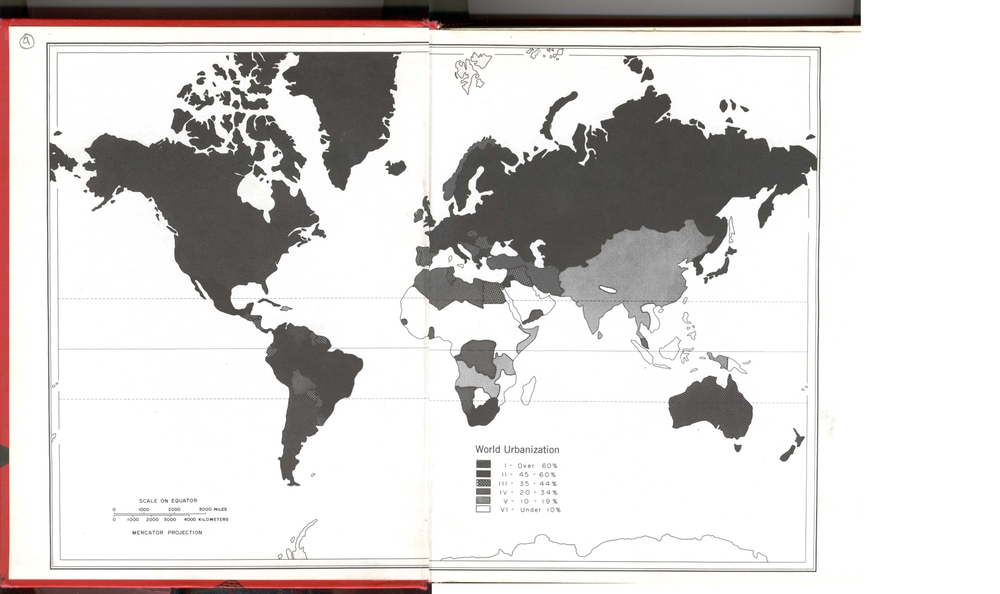 a
World Urbanization
I - Over 60%
II - 45 - 60%
III - 35 - 44%
IV - 20 - 34%
V - 10 - 19%
VI - Under 10%
SCALE ON EQUATOR
0 1000 2000 3000 MILES
0 1000 2000 3000 4000 KILOMETERS
MERCATOR PROJECTION